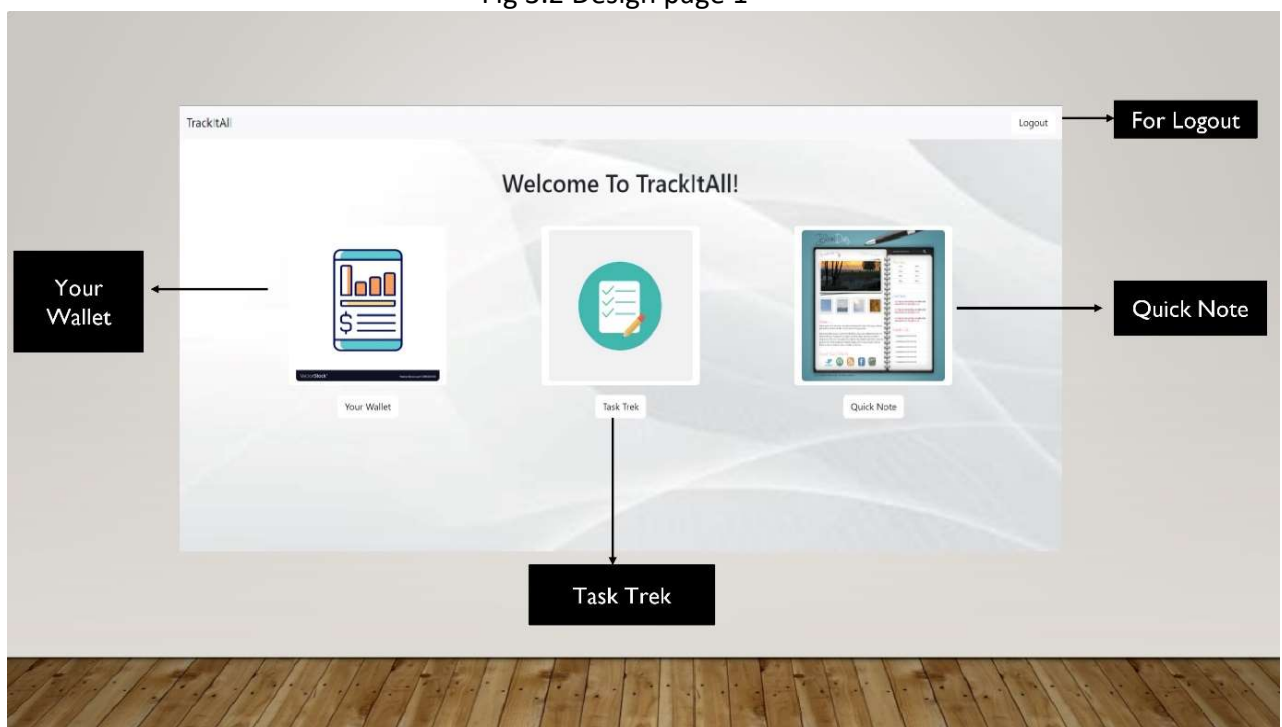 Fig 3.2 Design page 1
TrackItAll
Logout
For Logout
Welcome To TrackItAll!
Your
Wallet
Quick Note
VectorStock
Your Wallet
Task Trek
Quick Note
Task Trek